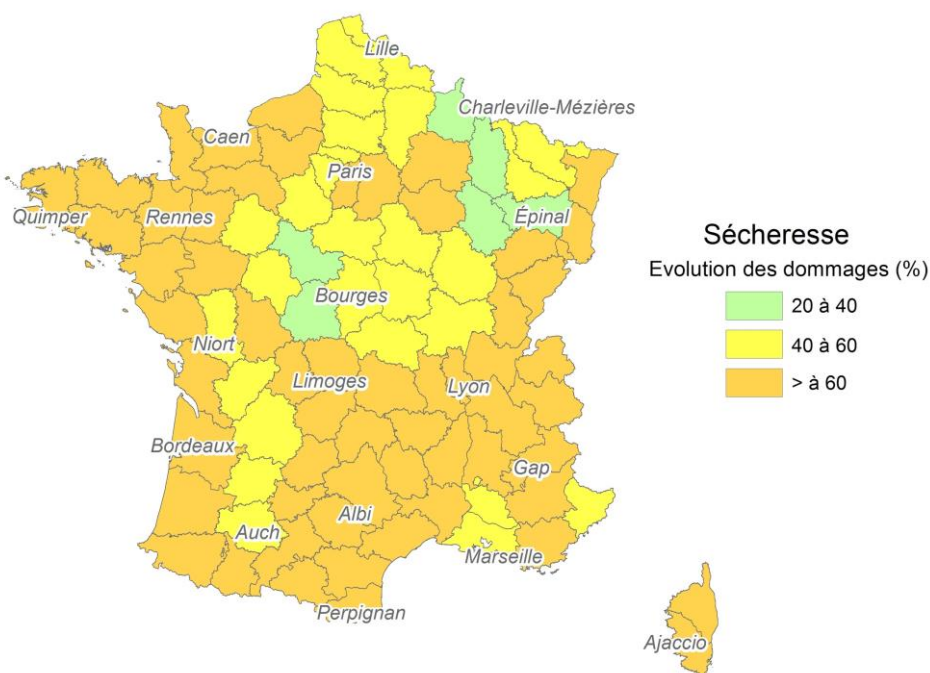 Lille
Charleville-Mézières
Caen
Paris
Quimper
Rennes
Épinal
Sécheresse
Evolution des dommages (%)
20 à 40
40 à 60
> à 60
Bourges
Niort
Limoges
Lyon
Bordeaux
Gap
Albi
Auch
Marseille
Perpignan
Ajaccio